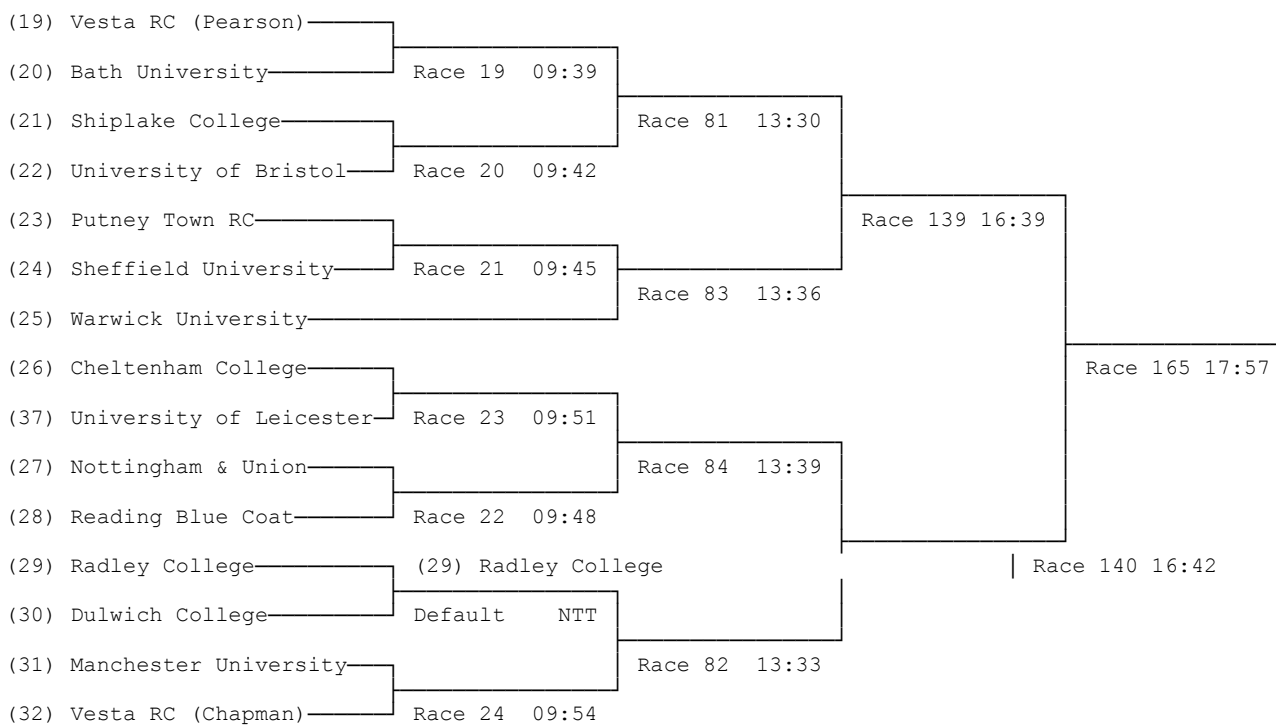 (19) Vesta RC (Pearson)
(20) Bath University Race 19 09:39
(21) Shiplake College Race 81 13:30
(22) University of Bristol Race 20 09:42
(23) Putney Town RC Race 139 16:39
(24) Sheffield University Race 21 09:45
Race 83 13:36
(25) Warwick University
(26) Cheltenham College Race 165 17:57
(37) University of Leicester Race 23 09:51
(27) Nottingham & Union Race 84 13:39
(28) Reading Blue Coat Race 22 09:48
(29) Radley College (29) Radley College Race 140 16:42
(30) Dulwich College Default NTT
(31) Manchester University Race 82 13:33
(32) Vesta RC (Chapman) Race 24 09:54